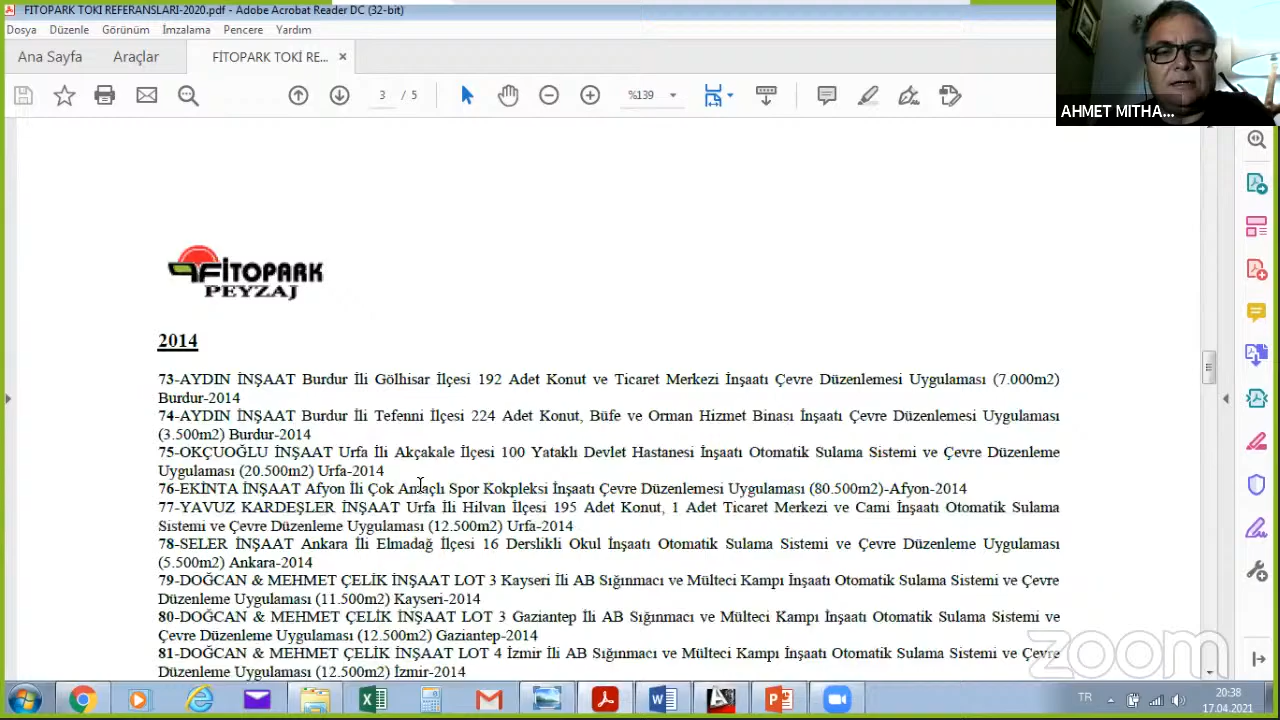 FİTOPARK TOKİ REFERANSLARI-2020.pdf - Adobe Acrobat Reader DC (32-bit)
Dosya Düzenle Görünüm İmzalama Pencere Yardım
Ana Sayfa Araçlar FİTOPARK TOKİ RE... ×
3 / 5 %139
AHMET MİTHA...
FİTOPARK
PEYZAJ
2014
73-AYDIN İNŞAAT Burdur İli Gölhisar İlçesi 192 Adet Konut ve Ticaret Merkezi İnşaatı Çevre Düzenlemesi Uygulaması (7.000m2)
Burdur-2014
74-AYDIN İNŞAAT Burdur İli Tefenni İlçesi 224 Adet Konut, Büfe ve Orman Hizmet Binası İnşaatı Çevre Düzenlemesi Uygulaması
(3.500m2) Burdur-2014
75-OKÇUOĞLU İNŞAAT Urfa İli Akçakale İlçesi 100 Yataklı Devlet Hastanesi İnşaatı Otomatik Sulama Sistemi ve Çevre Düzenleme
Uygulaması (20.500m2) Urfa-2014
76-EKİNTA İNŞAAT Afyon İli Çok Amaçlı Spor Kokpleksi İnşaatı Çevre Düzenlemesi Uygulaması (80.500m2)-Afyon-2014
77-YAVUZ KARDEŞLER İNŞAAT Urfa İli Hilvan İlçesi 195 Adet Konut, 1 Adet Ticaret Merkezi ve Cami İnşaatı Otomatik Sulama
Sistemi ve Çevre Düzenleme Uygulaması (12.500m2) Urfa-2014
78-SELER İNŞAAT Ankara İli Elmadağ İlçesi 16 Derslikli Okul İnşaatı Otomatik Sulama Sistemi ve Çevre Düzenleme Uygulaması
(5.500m2) Ankara-2014
79-DOĞCAN & MEHMET ÇELİK İNŞAAT LOT 3 Kayseri İli AB Sığınmacı ve Mülteci Kampı İnşaatı Otomatik Sulama Sistemi ve Çevre
Düzenleme Uygulaması (11.500m2) Kayseri-2014
80-DOĞCAN & MEHMET ÇELİK İNŞAAT LOT 3 Gaziantep İli AB Sığınmacı ve Mülteci Kampı İnşaatı Otomatik Sulama Sistemi ve
Çevre Düzenleme Uygulaması (12.500m2) Gaziantep-2014
81-DOĞCAN & MEHMET ÇELİK İNŞAAT LOT 4 İzmir İli AB Sığınmacı ve Mülteci Kampı İnşaatı Otomatik Sulama Sistemi ve Çevre
Düzenleme Uygulaması (12.500m2) İzmir-2014
zoom
TR 20:38
17.04.2021